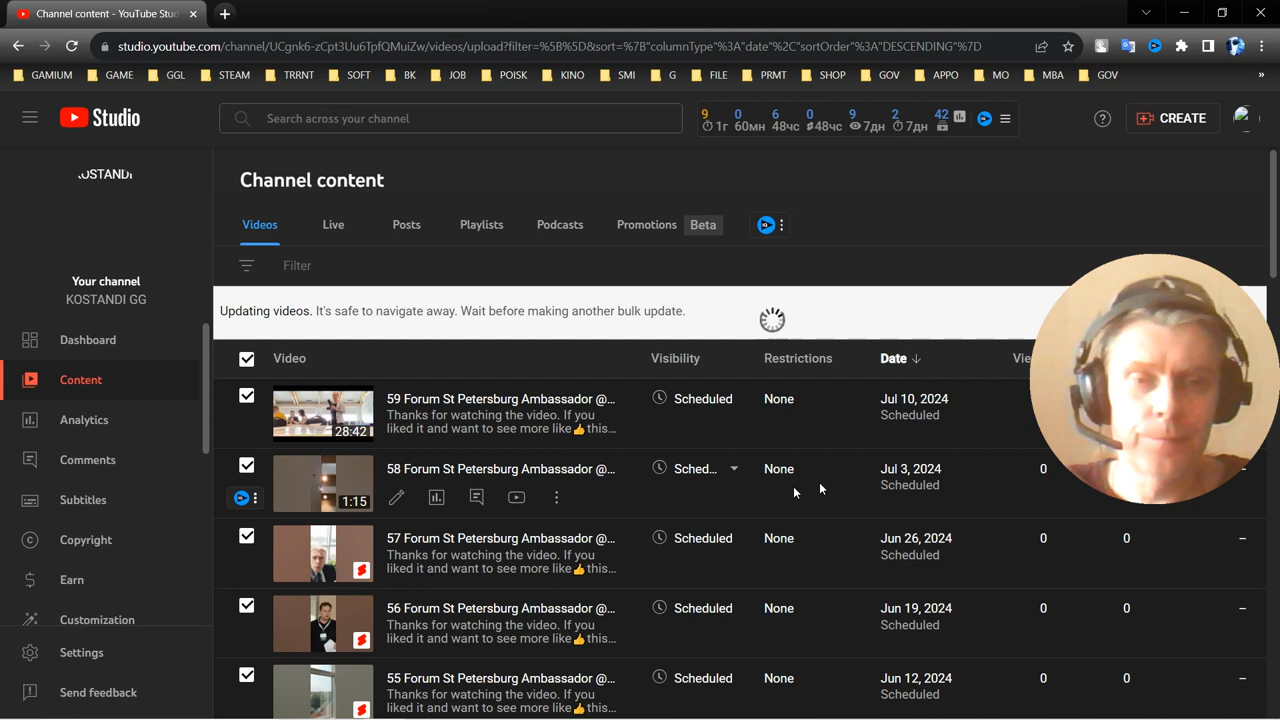 Channel content - YouTube Stud
studio.youtube.com/channel/UCgnk6-zCpt3Uu6TpfQMuiZw/videos/upload?filter=%5B%5D&sort=%7B"columnType"%3A"date"%2C"sortOrder"%3A"DESCENDING"%7D
GAMIUM GAME GGL STEAM TRRNT SOFT BK JOB POISK KINO SMI G FILE PRMT SHOP GOV APPO MO MBA GOV »
Studio
Search across your channel
9 0 6 0 9 2 42
1г 60мн 48чс 48чс 7дн 7дн
CREATE
KOSTANDI
Your channel
KOSTANDI GG
Dashboard
Content
Analytics
Comments
Subtitles
Copyright
Earn
Customization
Settings
Send feedback
Channel content
Videos Live Posts Playlists Podcasts Promotions Beta
Filter
Updating videos. It's safe to navigate away. Wait before making another bulk update.
Video Visibility Restrictions Date ↓ Vie
59 Forum St Petersburg Ambassador @... Scheduled None Jul 10, 2024
Thanks for watching the video. If you Scheduled
liked it and want to see more like👍this...
28:42
58 Forum St Petersburg Ambassador @... Sched... None Jul 3, 2024 0 –
Scheduled
1:15
57 Forum St Petersburg Ambassador @... Scheduled None Jun 26, 2024 0 0 –
Thanks for watching the video. If you Scheduled
liked it and want to see more like👍this...
56 Forum St Petersburg Ambassador @... Scheduled None Jun 19, 2024 0 0 –
Thanks for watching the video. If you Scheduled
liked it and want to see more like👍this...
55 Forum St Petersburg Ambassador @... Scheduled None Jun 12, 2024 0 0 –
Thanks for watching the video. If you Scheduled
liked it and want to see more like👍this...